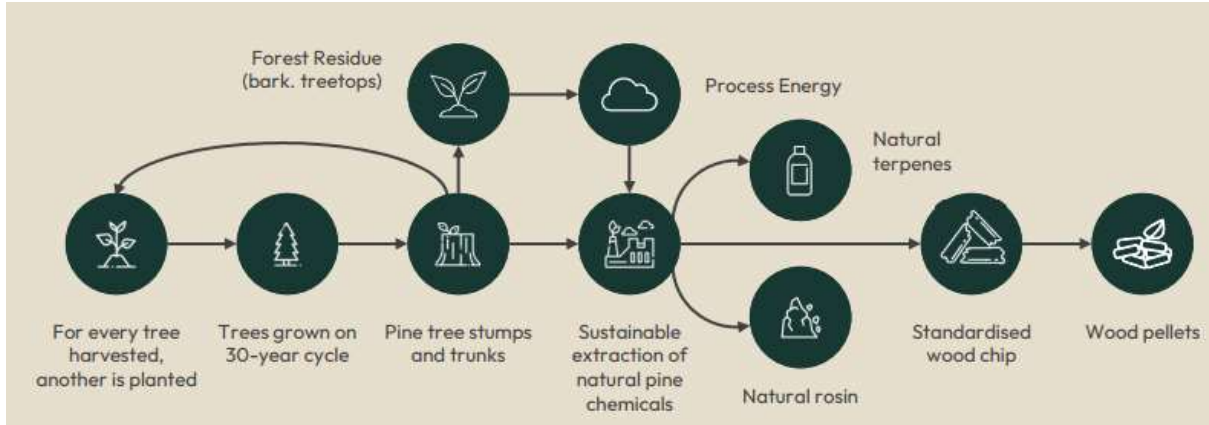 Forest Residue
(bark. treetops)
Process Energy
Natural
terpenes
For every tree
harvested,
another is planted
Trees grown on
30-year cycle
Pine tree stumps
and trunks
Sustainable
extraction of
natural pine
chemicals
Natural rosin
Standardised
wood chip
Wood pellets